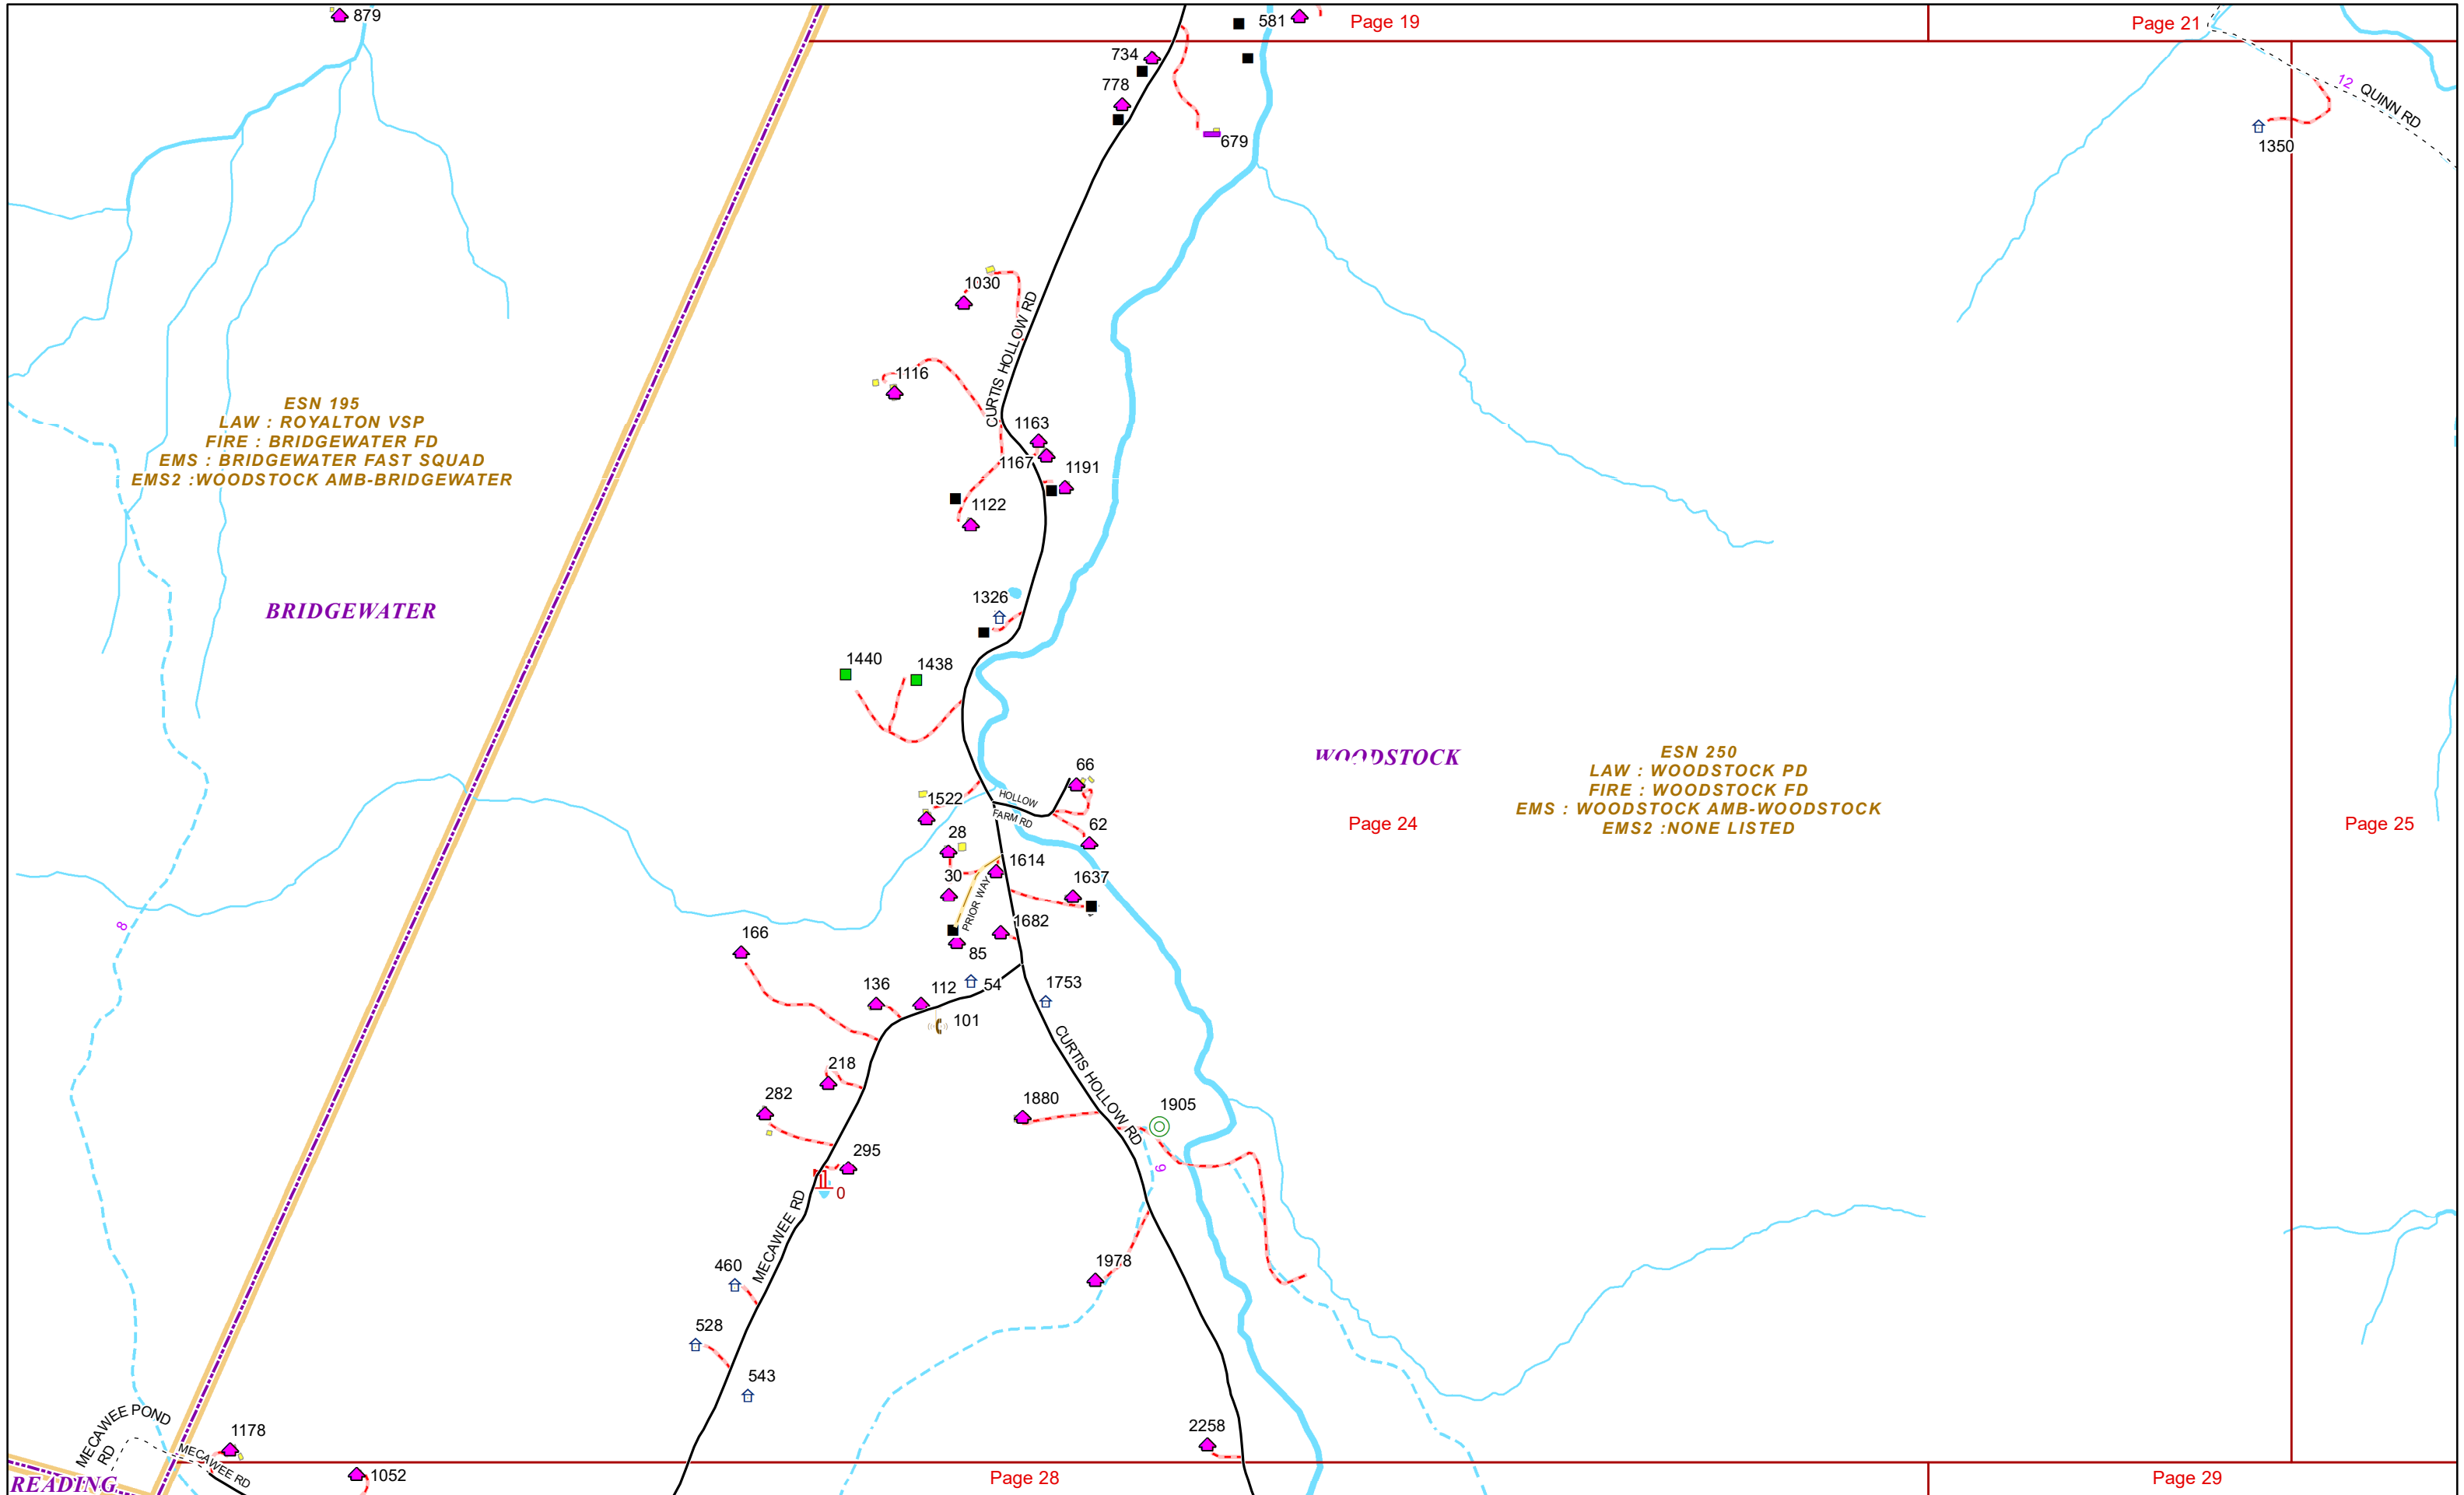 879
581
Page 19
Page 21
734
778
679
12
QUINN RD
1350
1030
CURTIS HOLLOW RD
1116
ESN 195
LAW : ROYALTON VSP
FIRE : BRIDGEWATER FD
EMS : BRIDGEWATER FAST SQUAD
EMS2 :WOODSTOCK AMB-BRIDGEWATER
1163
1167
1191
1122
BRIDGEWATER
1326
1440
1438
WOODSTOCK
ESN 250
LAW : WOODSTOCK PD
FIRE : WOODSTOCK FD
EMS : WOODSTOCK AMB-WOODSTOCK
EMS2 :NONE LISTED
Page 24
Page 25
66
1522
HOLLOW
FARM RD
62
28
1614
30
PRIOR WAY
1637
8
1682
166
85
136
112
54
1753
101
CURTIS HOLLOW RD
218
282
1880
1905
295
6
0
MECAWEE RD
460
1978
528
543
MECAWEE POND
RD
1178
MECAWEE RD
2258
READING
1052
Page 28
Page 29